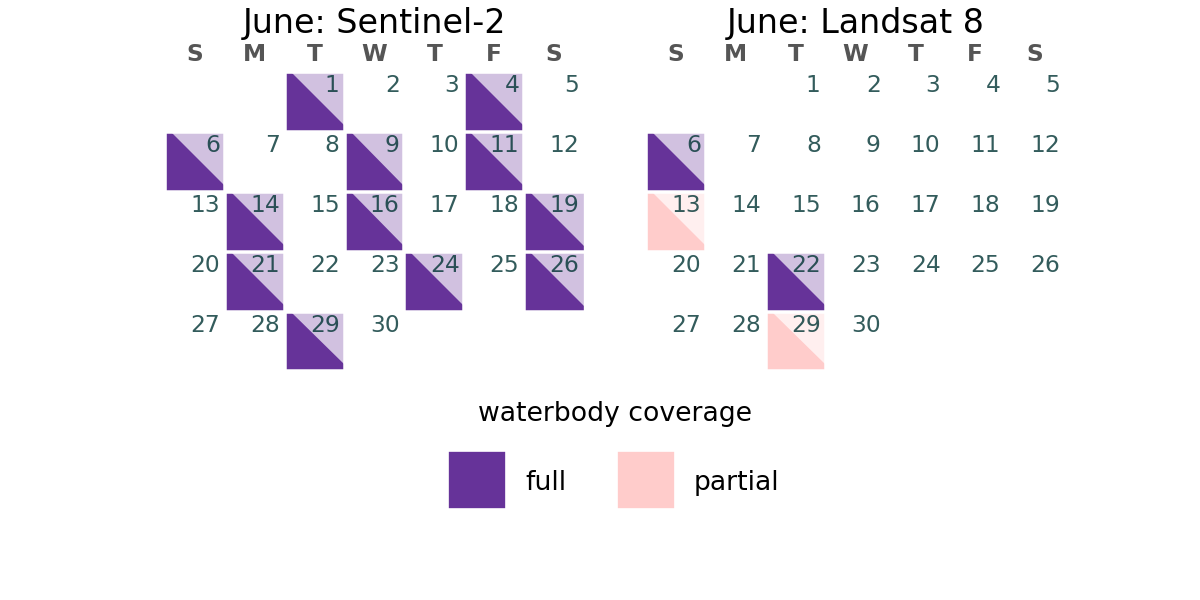 June: Sentinel-2
S M T W T F S
1 2 3 4 5
6 7 8 9 10 11 12
13 14 15 16 17 18 19
20 21 22 23 24 25 26
27 28 29 30
June: Landsat 8
S M T W T F S
1 2 3 4 5
6 7 8 9 10 11 12
13 14 15 16 17 18 19
20 21 22 23 24 25 26
27 28 29 30
waterbody coverage
full partial